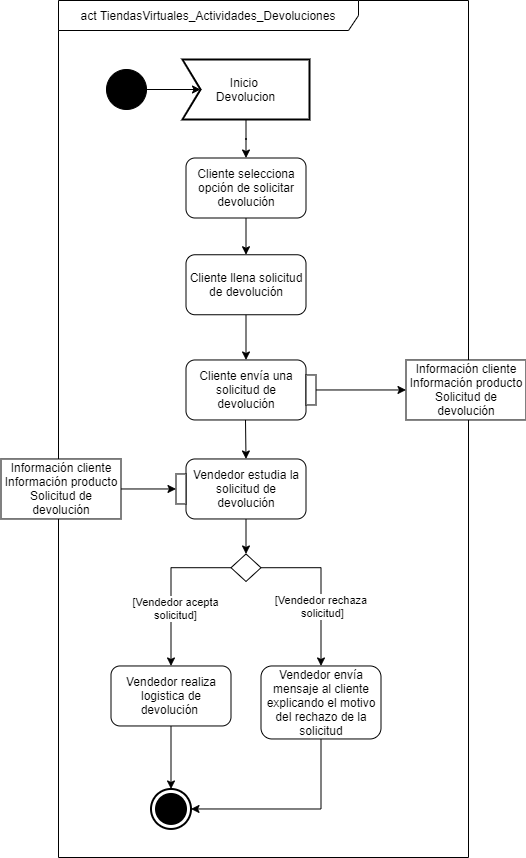 act TiendasVirtuales_Actividades_Devoluciones
Inicio
Devolucion
Cliente selecciona
opción de solicitar
devolución
Cliente llena solicitud
de devolución
Cliente envía una
solicitud de
devolución
Información cliente
Información producto
Solicitud de
devolución
Información cliente
Información producto
Solicitud de
devolución
Vendedor estudia la
solicitud de
devolución
[Vendedor acepta
solicitud]
[Vendedor rechaza
solicitud]
Vendedor realiza
logistica de
devolución
Vendedor envía
mensaje al cliente
explicando el motivo
del rechazo de la
solicitud